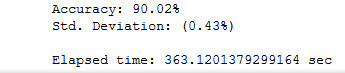 Accuracy: 90.02%
Std. Deviation: (0.43%)
Elapsed time: 363.1201379299164 sec